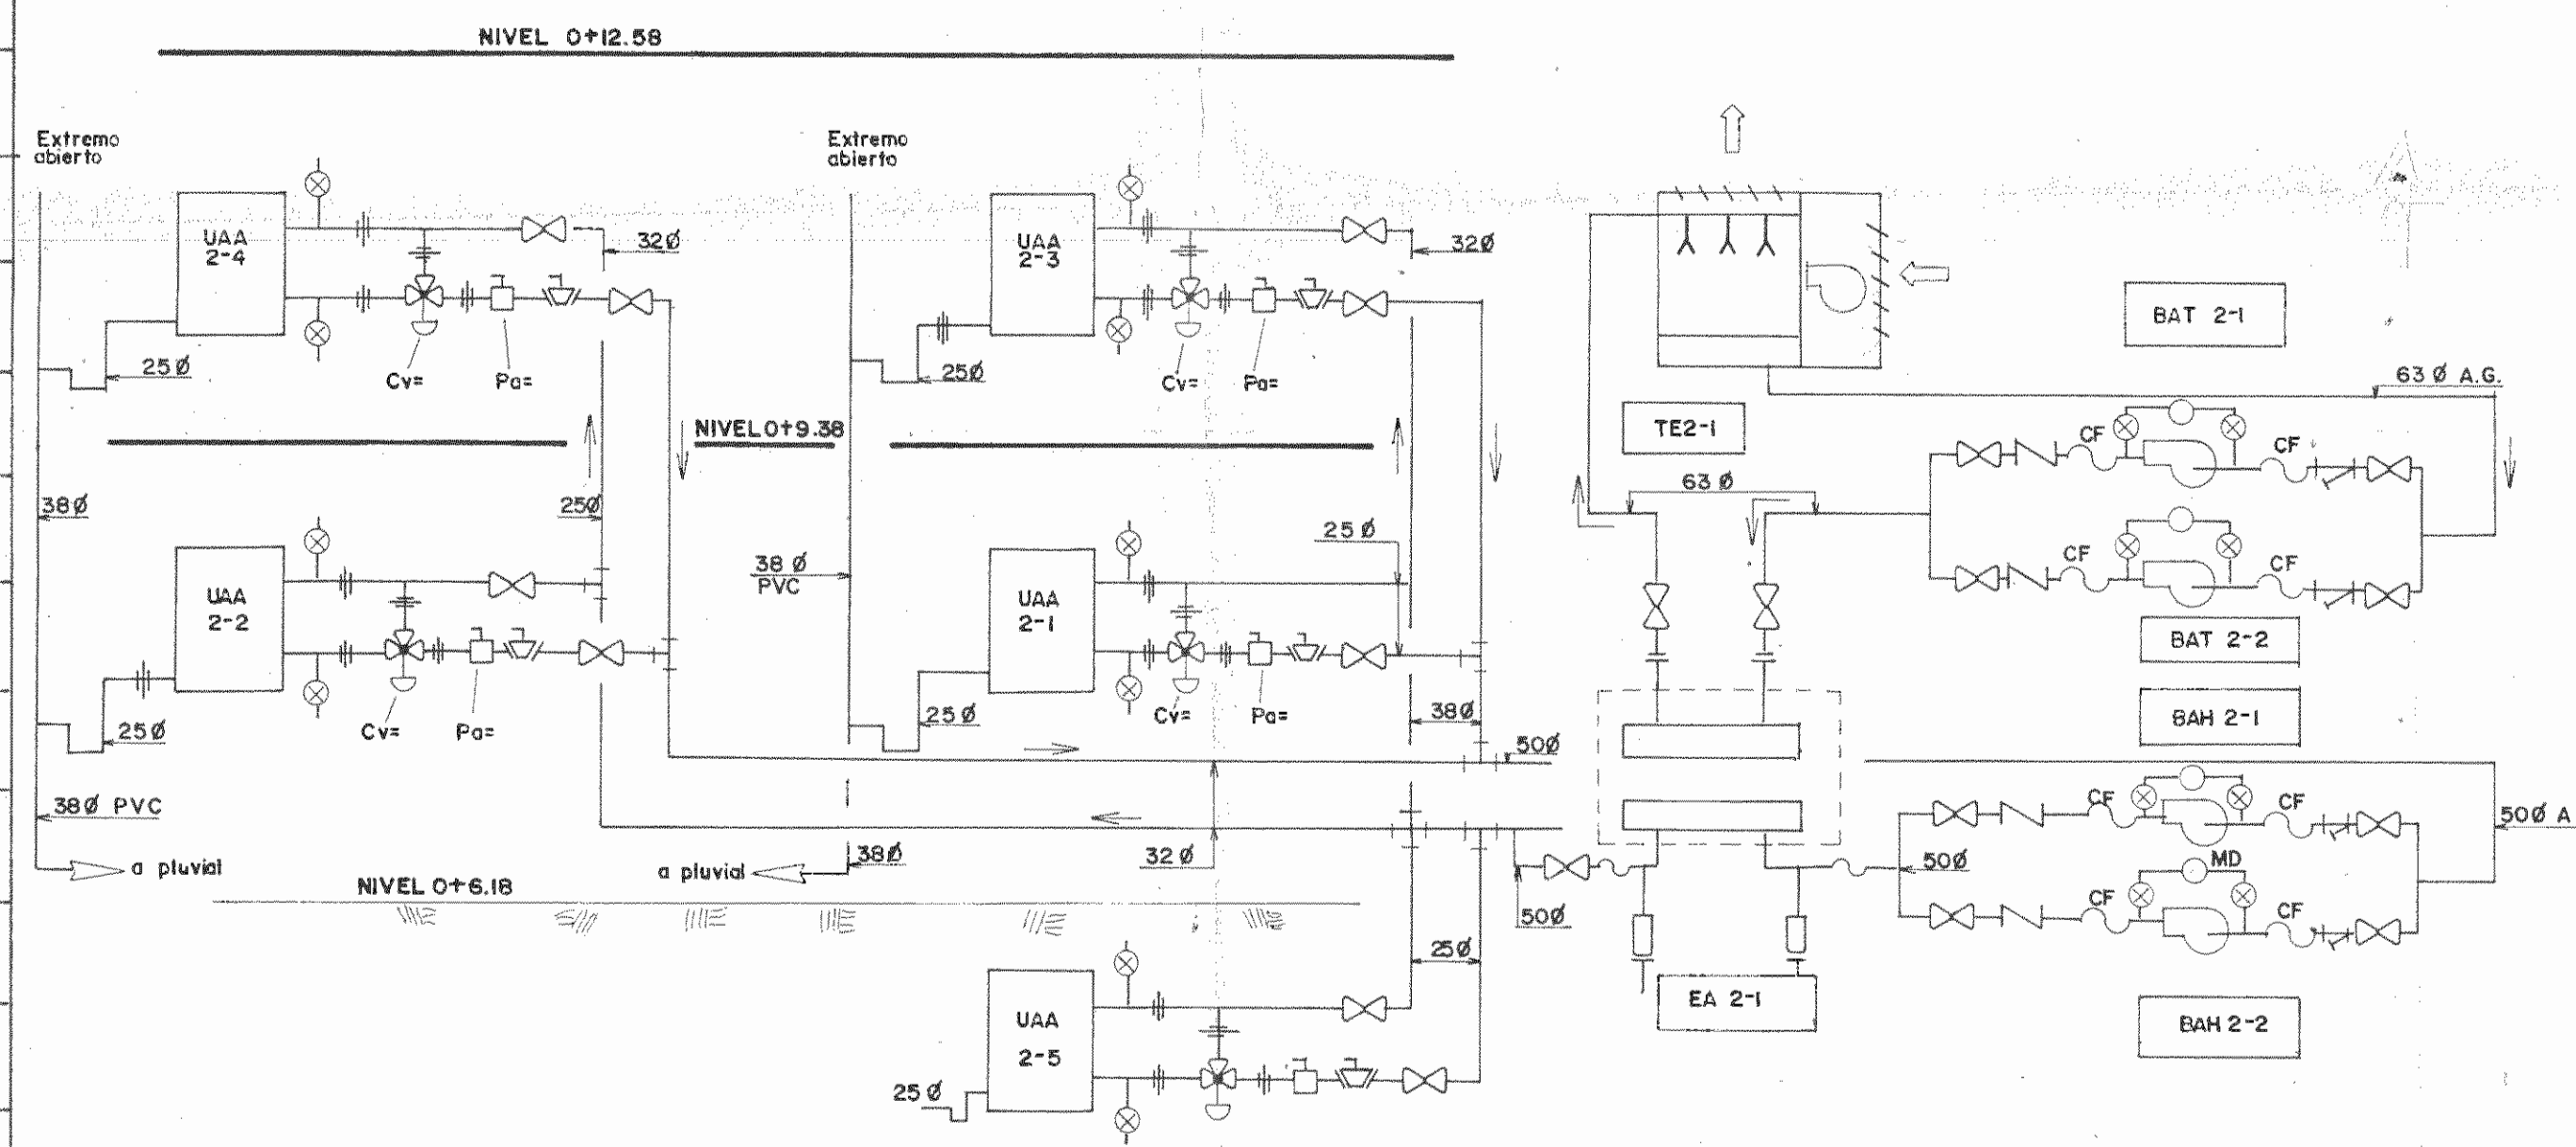 NIVEL 0+12.58
Extremo
abierto
Extremo
abierto
UAA
2-4
32Ø
UAA
2-3
32Ø
BAT 2-1
25Ø
Cv=
Pa=
25Ø
Cv=
Pa=
63 Ø A.G.
TE2-1
NIVEL 0+9.38
CF
CF
63 Ø
38Ø
25Ø
25 Ø
CF
CF
38 Ø
PVC
UAA
2-2
UAA
2-1
BAT 2-2
25Ø
Cv=
Pa=
25Ø
Cv=
Pa=
38Ø
BAH 2-1
50Ø
38Ø PVC
CF
CF
50Ø A
a pluvial
a pluvial
38Ø
32Ø
50Ø
MD
NIVEL 0+6.18
50Ø
CF
CF
25Ø
UAA
2-5
EA 2-1
BAH 2-2
25 Ø